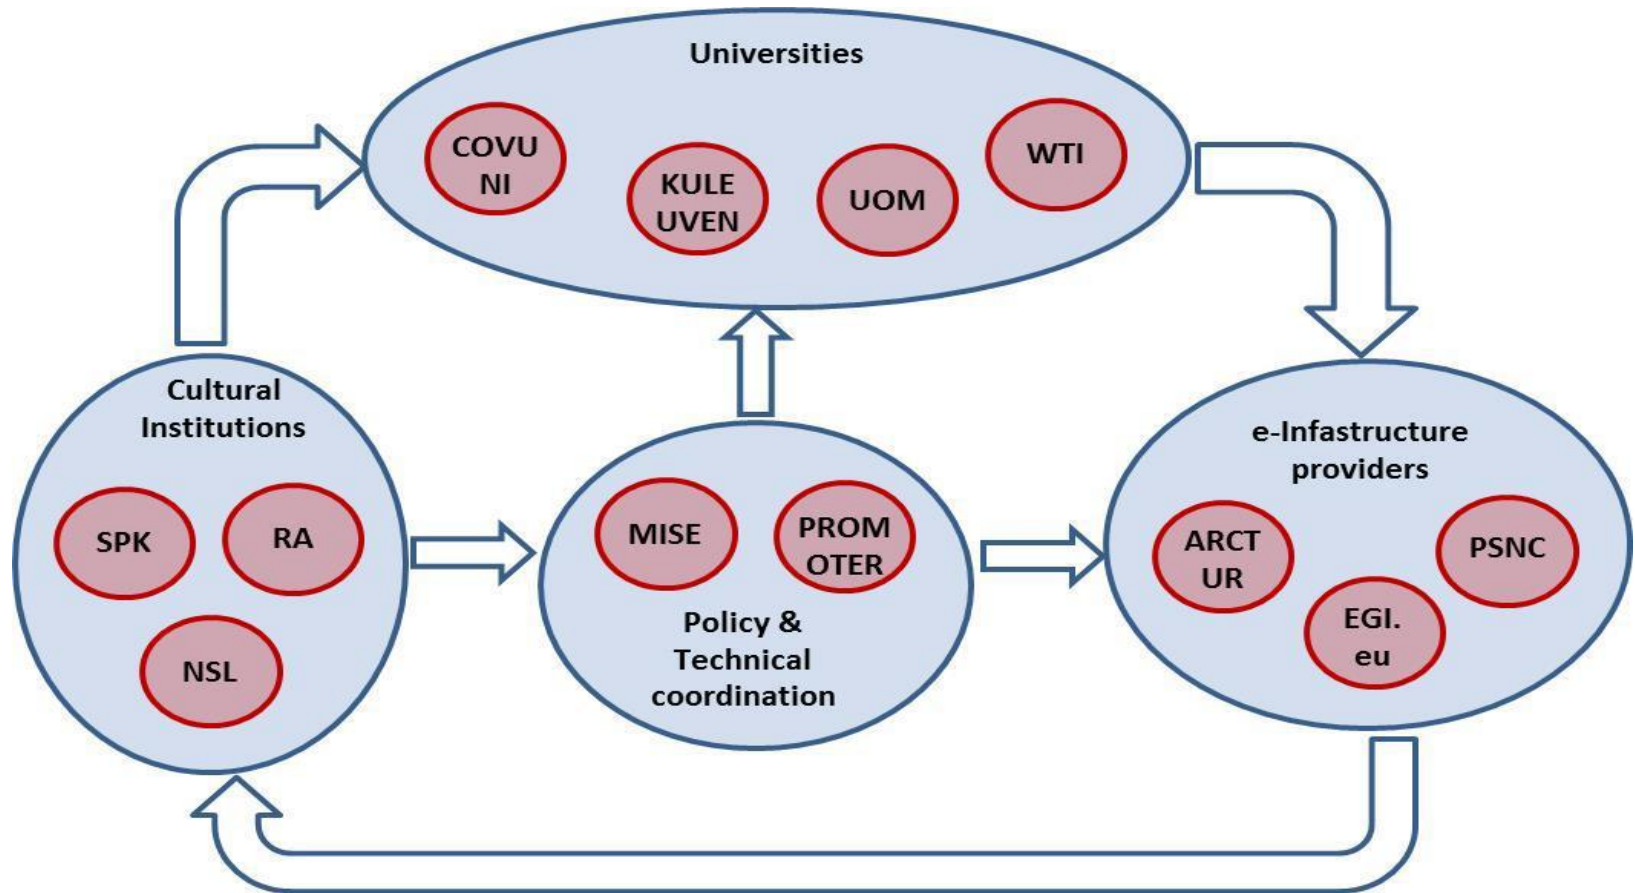 Universities
COVU
NI
KULE
UVEN
UOM
WTI
Cultural
Institutions
SPK
RA
NSL
MISE
PROM
OTER
Policy &
Technical
coordination
e-Infastructure
providers
ARCT
UR
EGI.
eu
PSNC